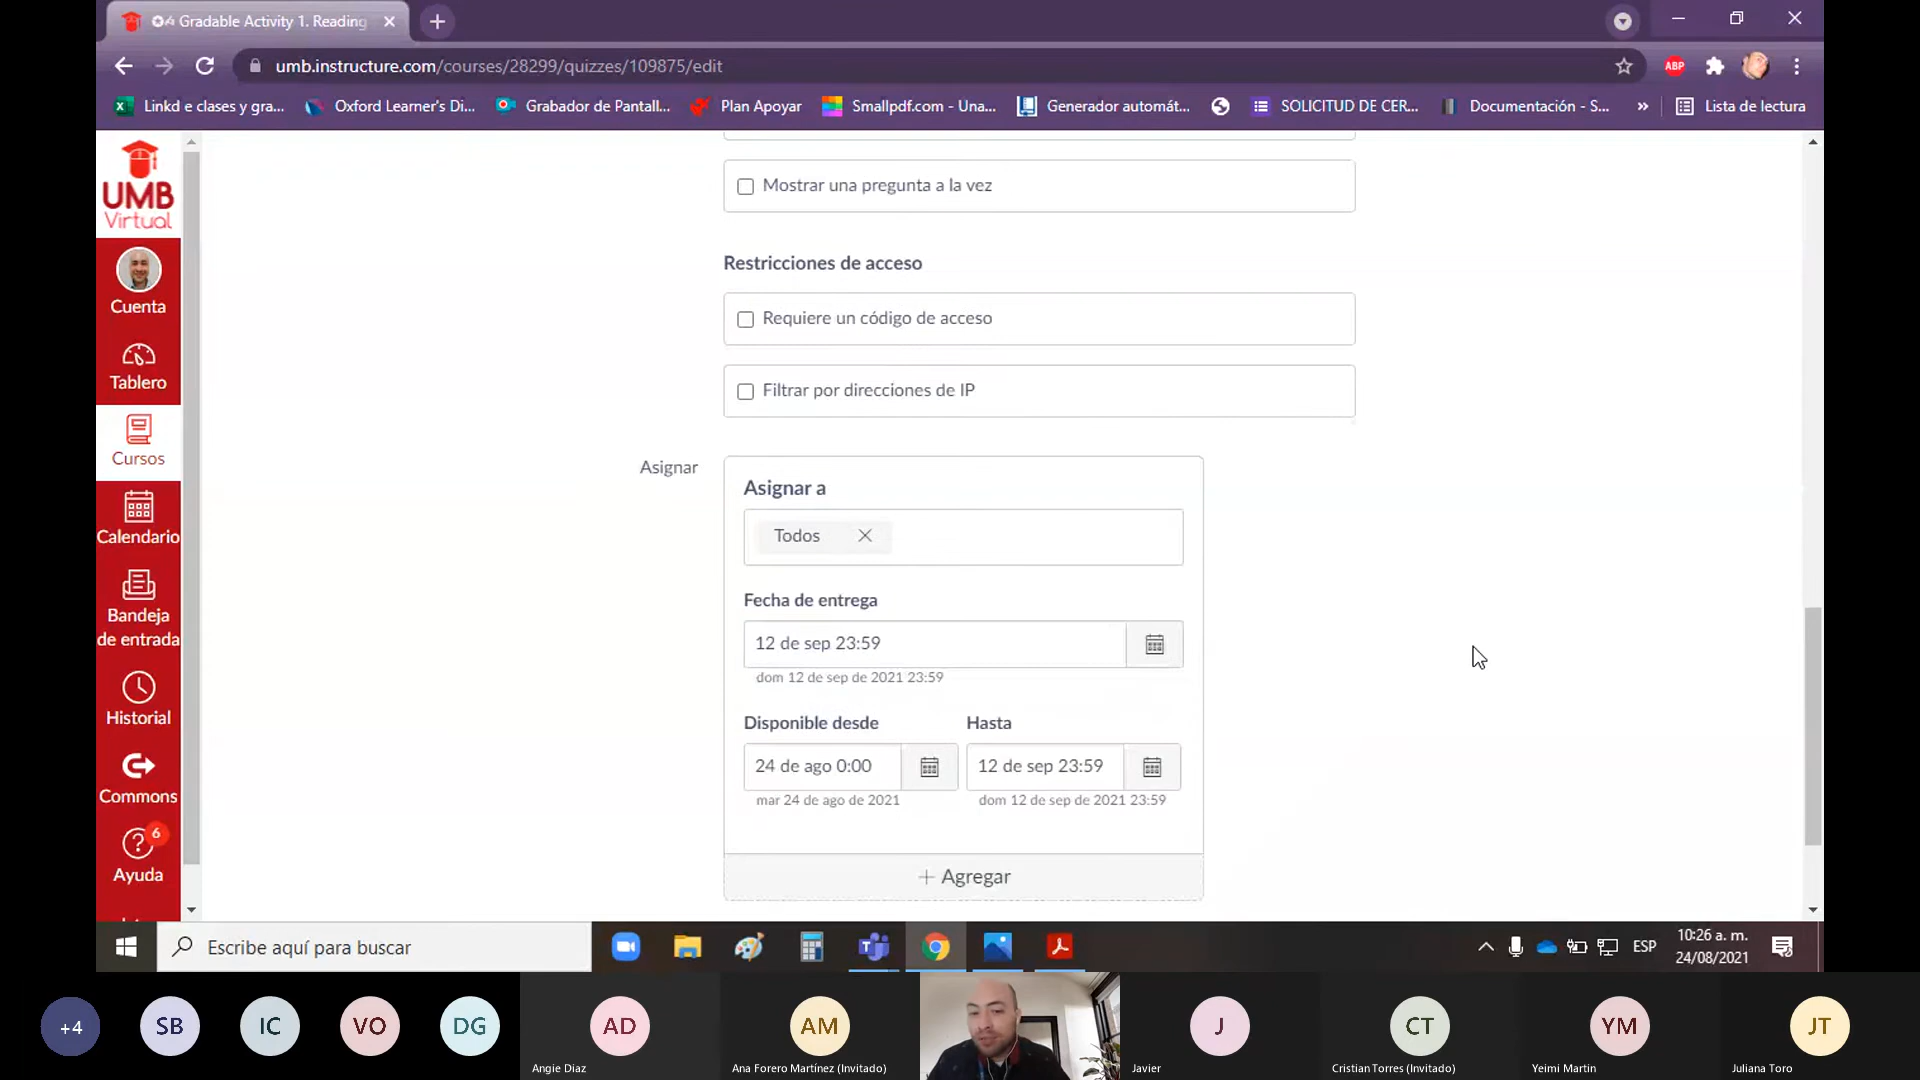 Gradable Activity 1. Reading
umb.instructure.com/courses/28299/quizzes/109875/edit
ABP
Linkd e clases y gra...
Oxford Learner's Di...
Grabador de Pantall...
Plan Apoyar
Smallpdf.com - Una...
Generador automát...
SOLICITUD DE CER...
Documentación - S...
»
Lista de lectura
UMB
Virtual
Cuenta
Tablero
Cursos
Calendario
Bandeja
de entrada
Historial
Commons
6
Ayuda
Mostrar una pregunta a la vez
Restricciones de acceso
Requiere un código de acceso
Filtrar por direcciones de IP
Asignar
Asignar a
Todos
Fecha de entrega
12 de sep 23:59
dom 12 de sep de 2021 23:59
Disponible desde
Hasta
24 de ago 0:00
12 de sep 23:59
mar 24 de ago de 2021
dom 12 de sep de 2021 23:59
+ Agregar
Escribe aquí para buscar
ESP
10:26 a. m.
24/08/2021
+4
SB
IC
VO
DG
AD
Angie Diaz
AM
Ana Forero Martínez (Invitado)
J
Javier
CT
Cristian Torres (Invitado)
YM
Yeimi Martin
JT
Juliana Toro